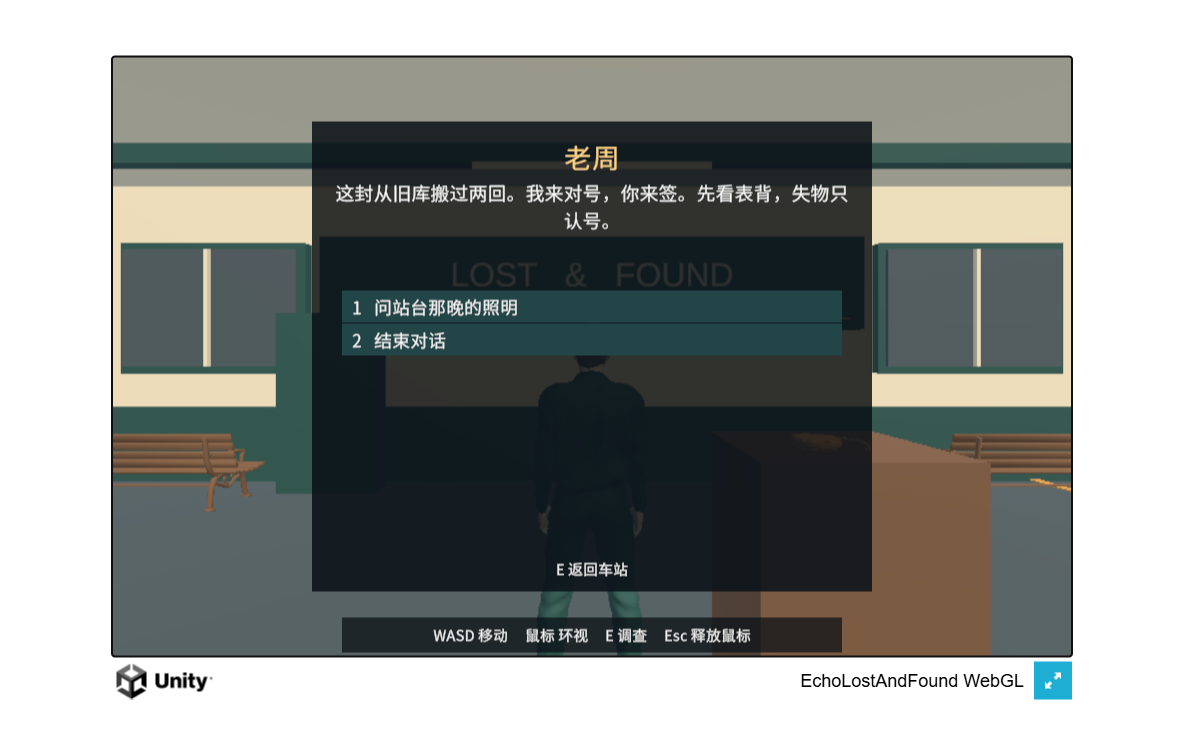 老周
这封从旧库搬过两回。我来对号，你来签。先看表背，失物只
认号。
LOST & FOUND
1 问站台那晚的照明
2 结束对话
E 返回车站
WASD 移动 鼠标 环视 E 调查 Esc 释放鼠标
Unity
EchoLostAndFound WebGL